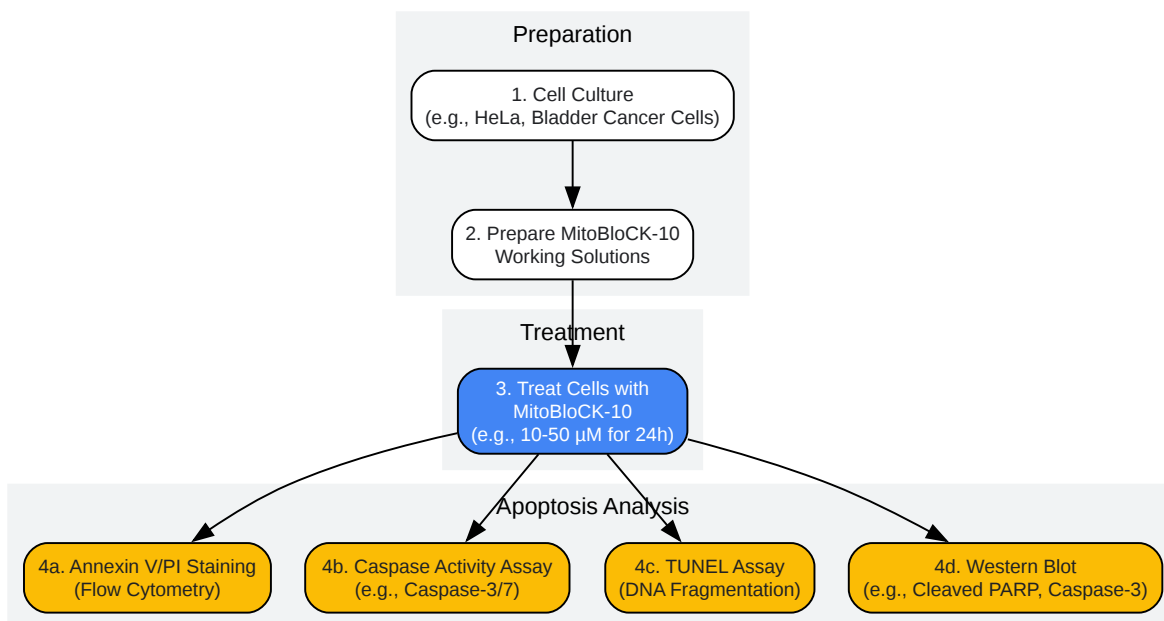 Preparation
1. Cell Culture
(e.g., HeLa, Bladder Cancer Cells)
2. Prepare MitoBloCK-10
Working Solutions
Treatment
3. Treat Cells with
MitoBloCK-10
(e.g., 10-50 µM for 24h)
Apoptosis Analysis
4a. Annexin V/PI Staining
(Flow Cytometry)
4b. Caspase Activity Assay
(e.g., Caspase-3/7)
4c. TUNEL Assay
(DNA Fragmentation)
4d. Western Blot
(e.g., Cleaved PARP, Caspase-3)